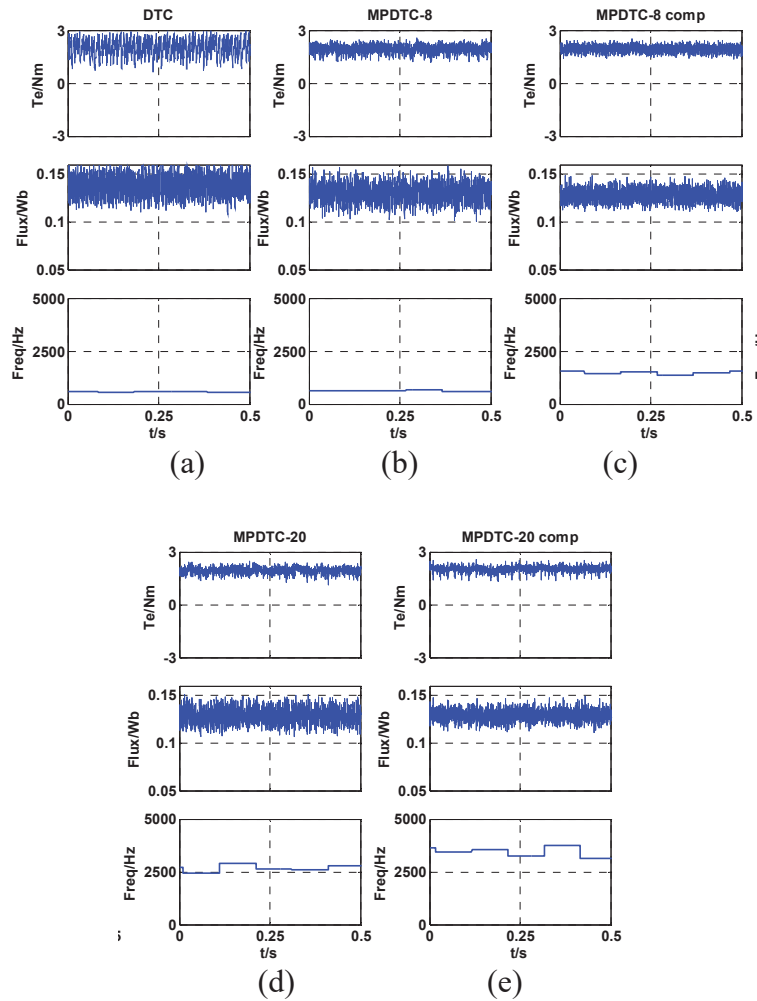 DTC
MPDTC-8
MPDTC-8 comp
3
0
-3
Te/Nm
3
0
-3
Te/Nm
3
0
-3
Te/Nm
0.15
0.1
0.05
Flux/Wb
0.15
0.1
0.05
Flux/Wb
0.15
0.1
0.05
Flux/Wb
5000
2500
0
Freq/Hz
0
0.25
0.5
t/s
5000
2500
0
Freq/Hz
0
0.25
0.5
t/s
5000
2500
0
Freq/Hz
0
0.25
0.5
t/s
(a)
(b)
(c)
MPDTC-20
MPDTC-20 comp
3
0
-3
Te/Nm
3
0
-3
Te/Nm
0.15
0.1
0.05
Flux/Wb
0.15
0.1
0.05
Flux/Wb
5000
2500
0
Freq/Hz
0
0.25
0.5
t/s
5000
2500
0
Freq/Hz
0
0.25
0.5
t/s
(d)
(e)